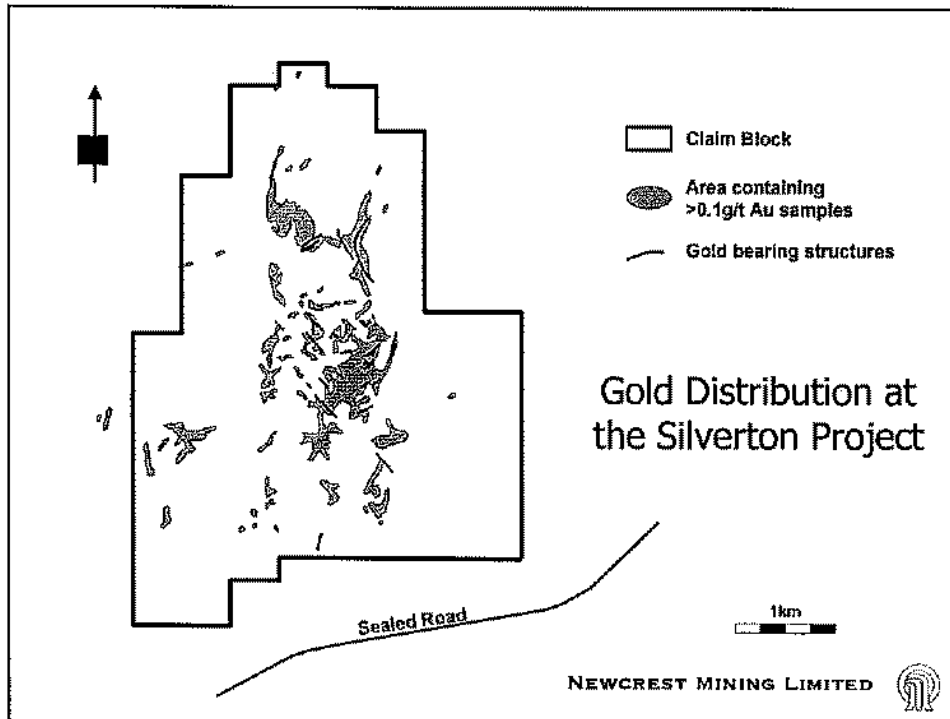 Claim Block
Area containing
>0.1g/t Au samples
Gold bearing structures
Gold Distribution at
the Silverton Project
Sealed Road
1km
NEWCREST MINING LIMITED